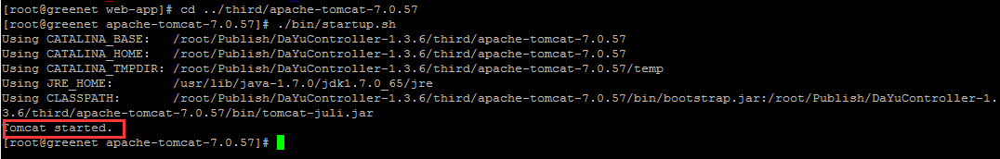 [root@greenet web-app]# cd ../third/apache-tomcat-7.0.57
[root@greenet apache-tomcat-7.0.57]# ./bin/startup.sh
Using CATALINA_BASE:   /root/Publish/DaYuController-1.3.6/third/apache-tomcat-7.0.57
Using CATALINA_HOME:   /root/Publish/DaYuController-1.3.6/third/apache-tomcat-7.0.57
Using CATALINA_TMPDIR: /root/Publish/DaYuController-1.3.6/third/apache-tomcat-7.0.57/temp
Using JRE_HOME:        /usr/lib/java-1.7.0/jdk1.7.0_65/jre
Using CLASSPATH:       /root/Publish/DaYuController-1.3.6/third/apache-tomcat-7.0.57/bin/bootstrap.jar:/root/Publish/DaYuController-1.
3.6/third/apache-tomcat-7.0.57/bin/tomcat-juli.jar
Tomcat started.
[root@greenet apache-tomcat-7.0.57]#